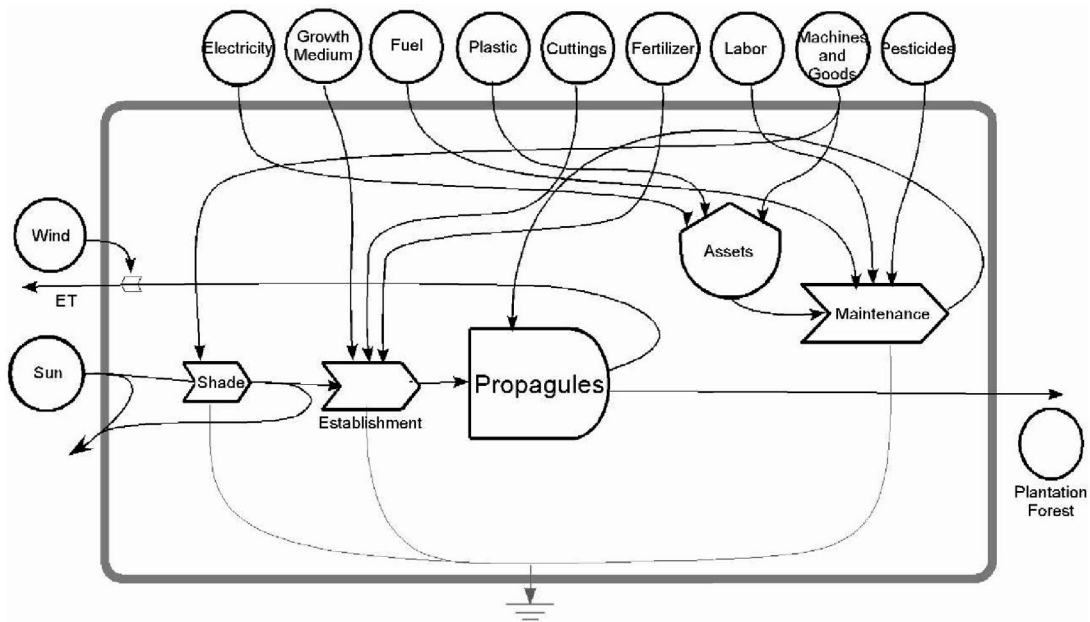 Electricity
Growth
Medium
Fuel
Plastic
Cuttings
Fertilizer
Labor
Machines
and
Goods
Pesticides
Wind
ET
Assets
Maintenance
Sun
Shade
Establishment
Propagules
Plantation
Forest